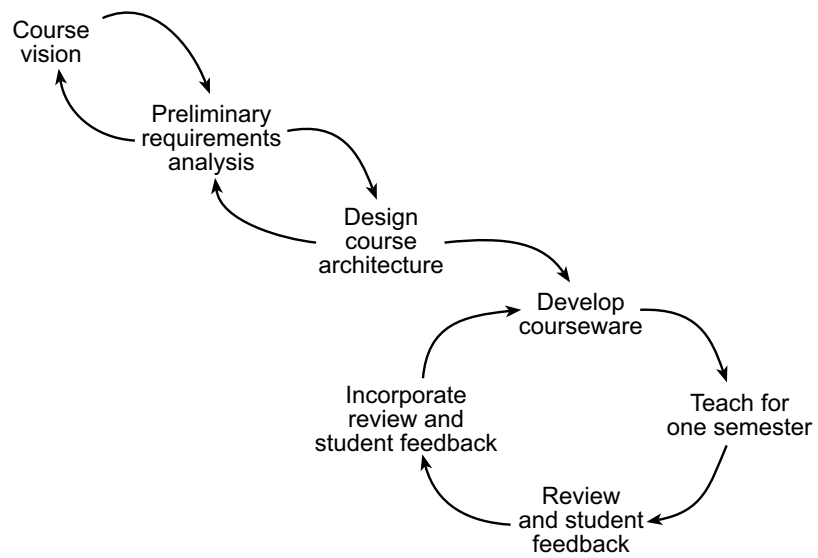 Course
vision
Preliminary
requirements
analysis
Design
course
architecture
Develop
courseware
Teach for
one semester
Review
and student
feedback
Incorporate
review and
student feedback